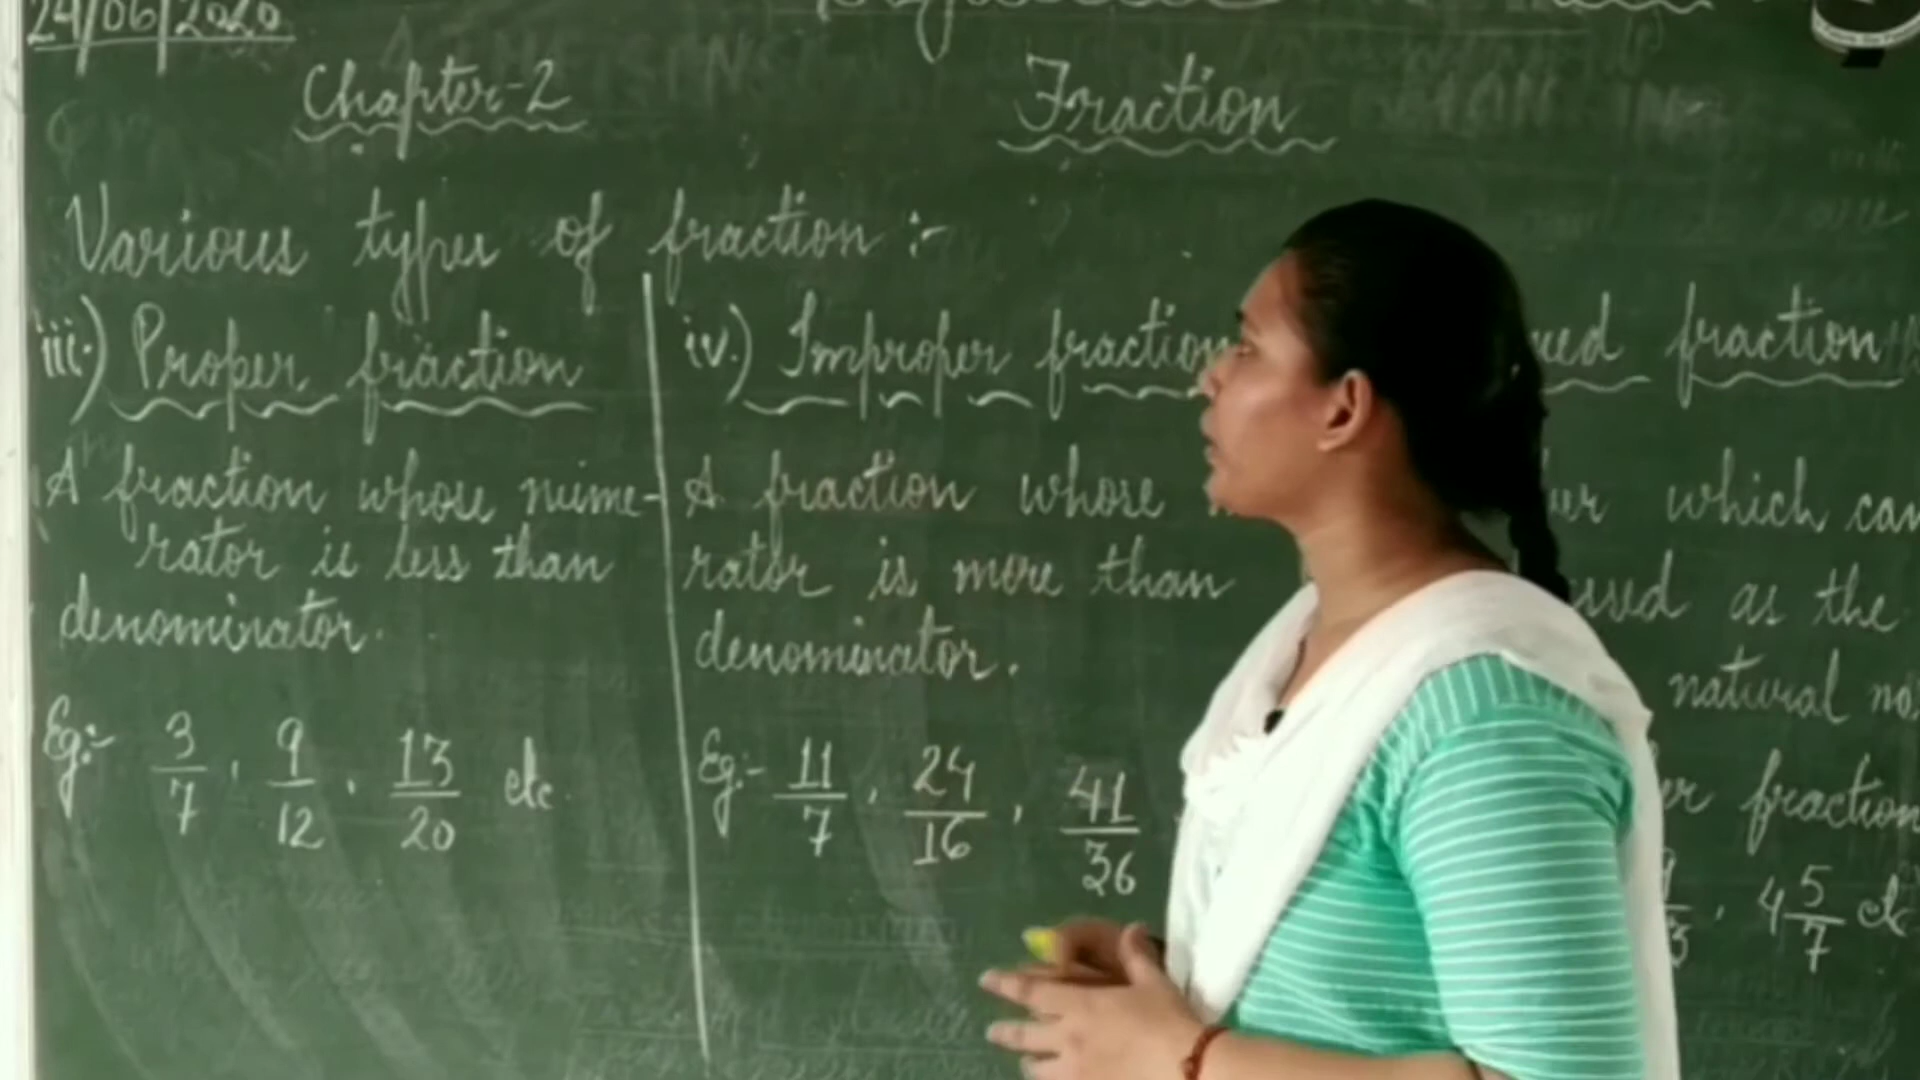 24/06/2020
Chapter-2 Fraction
Various types of fraction :-
iii.) Proper fraction
A fraction whose nume-
rator is less than
denominator.
Eg:- 3/7, 9/12, 13/20 etc.
iv.) Improper fraction
A fraction whose
rator is more than
denominator.
Eg:- 11/7, 24/16, 41/36
fraction
which can
as the
natural no.
fraction
4 5/7 etc